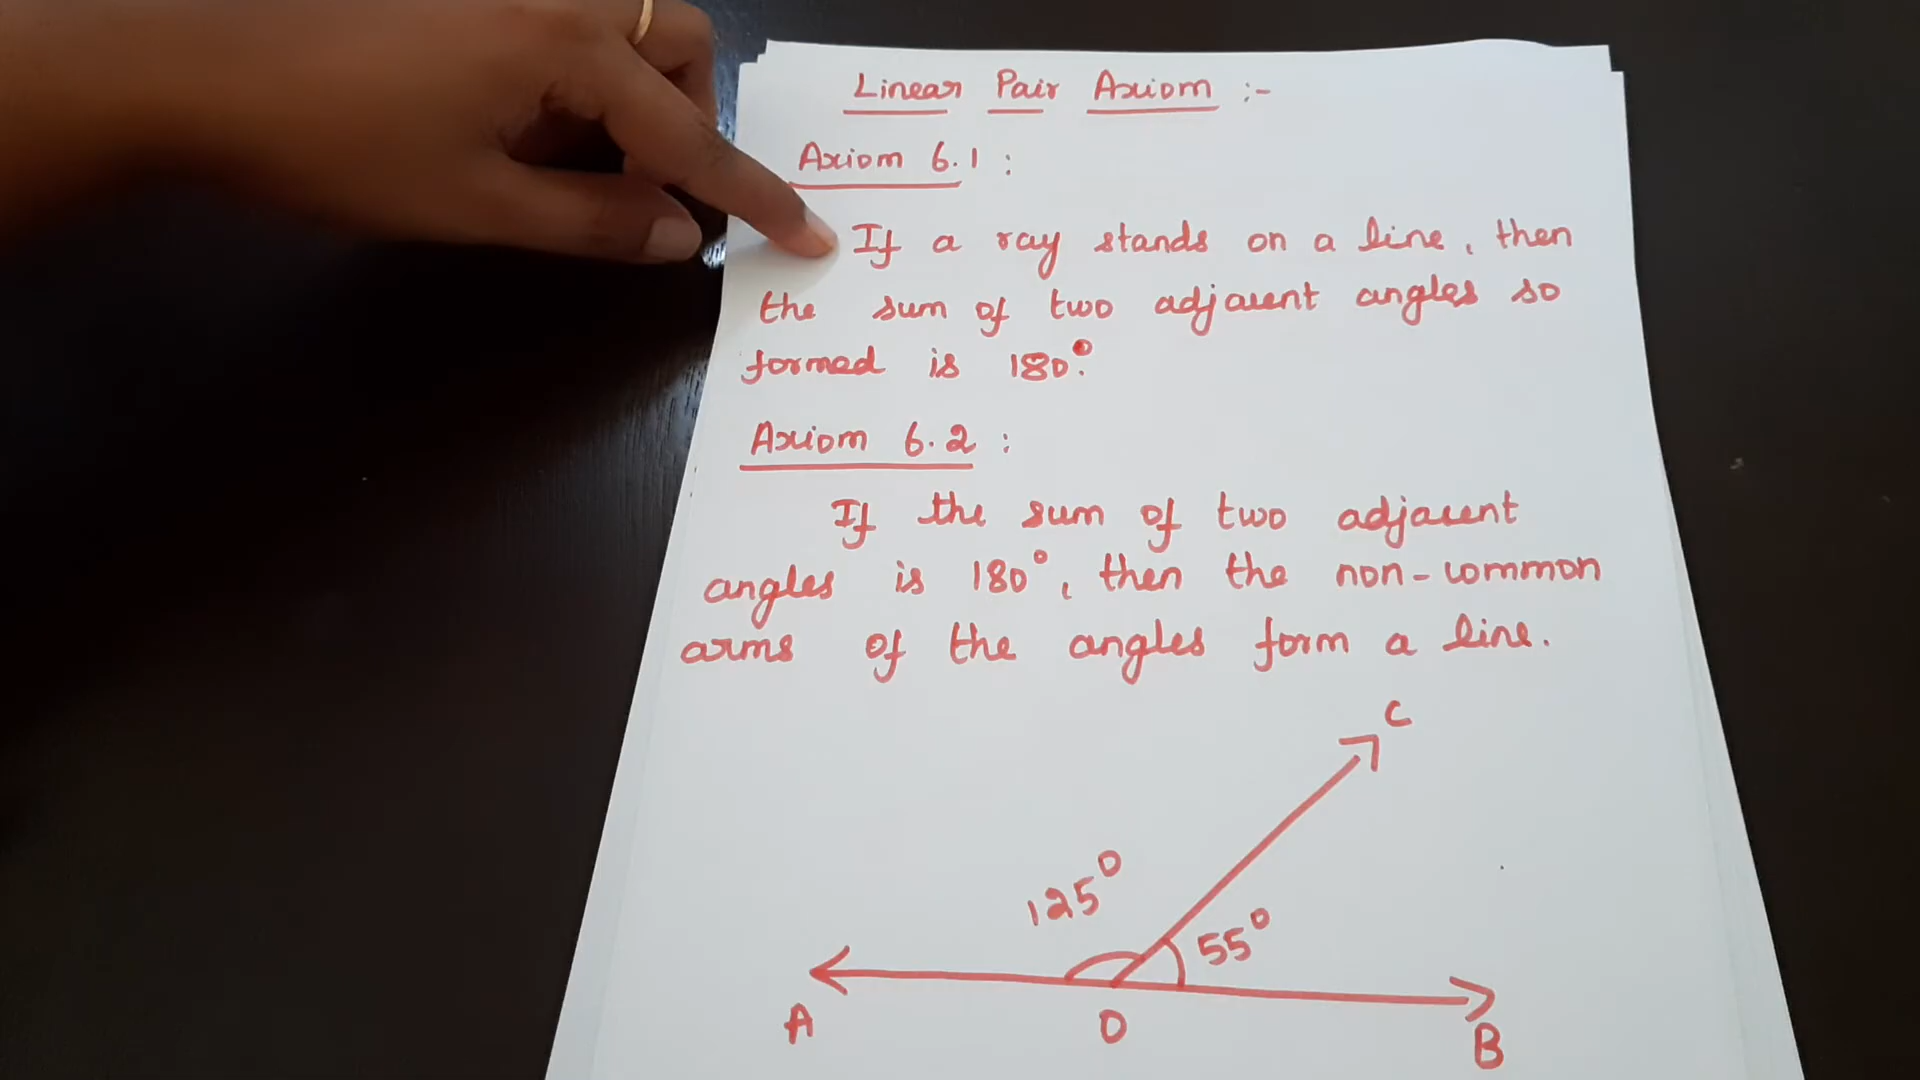 Linear Pair Axiom :-
Axiom 6.1 :
If a ray stands on a line, then
the sum of two adjacent angles so
formed is 180°.
Axiom 6.2 :
If the sum of two adjacent
angles is 180°, then the non-common
arms of the angles form a line.
C
125°
55°
A O B